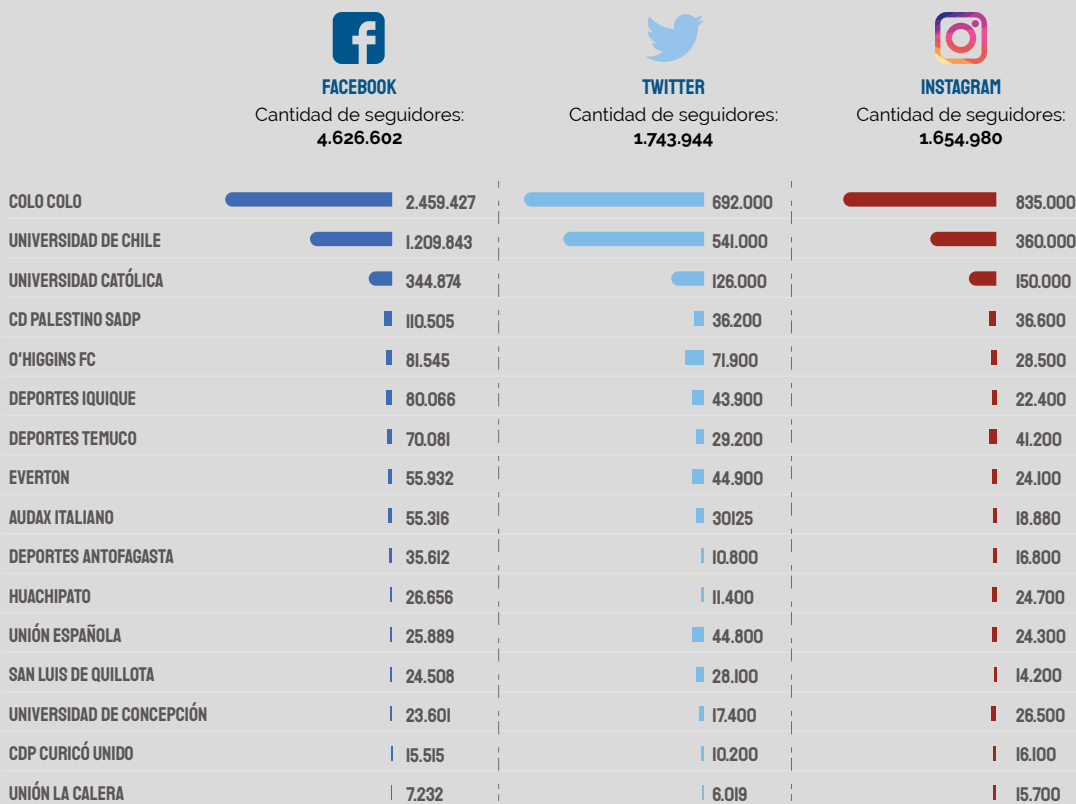 FACEBOOK TWITTER INSTAGRAM
Cantidad de seguidores: Cantidad de seguidores: Cantidad de seguidores:
4.626.602 1.743.944 1.654.980
COLO COLO 2.459.427 692.000 835.000
UNIVERSIDAD DE CHILE 1.209.843 541.000 360.000
UNIVERSIDAD CATÓLICA 344.874 126.000 150.000
CD PALESTINO SADP 110.505 36.200 36.600
O'HIGGINS FC 81.545 71.900 28.500
DEPORTES IQUIQUE 80.066 43.900 22.400
DEPORTES TEMUCO 70.081 29.200 41.200
EVERTON 55.932 44.900 24.100
AUDAX ITALIANO 55.316 30125 18.880
DEPORTES ANTOFAGASTA 35.612 10.800 16.800
HUACHIPATO 26.656 11.400 24.700
UNIÓN ESPAÑOLA 25.889 44.800 24.300
SAN LUIS DE QUILLOTA 24.508 28.100 14.200
UNIVERSIDAD DE CONCEPCIÓN 23.601 17.400 26.500
CDP CURICÓ UNIDO 15.515 10.200 16.100
UNIÓN LA CALERA 7.232 6.019 15.700